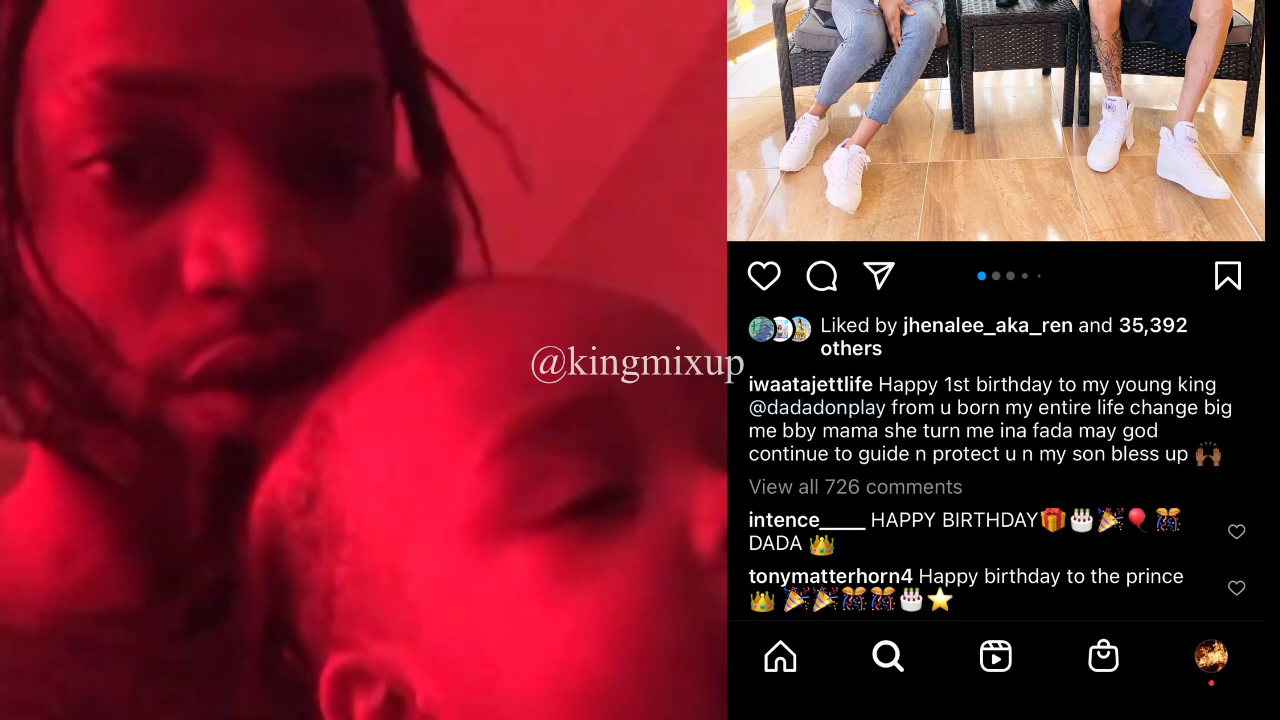 @kingmixup
Liked by jhenalee_aka_ren and 35,392
others
iwaatajettlife Happy 1st birthday to my young king
@dadadonplay from u born my entire life change big
me bby mama she turn me ina fada may god
continue to guide n protect u n my son bless up 🙌🏾
View all 726 comments
intence_____ HAPPY BIRTHDAY🎁🎂🎉🎈🎊
DADA 👑
tonymatterhorn4 Happy birthday to the prince
👑 🎉🎉🎊🎊🎂⭐